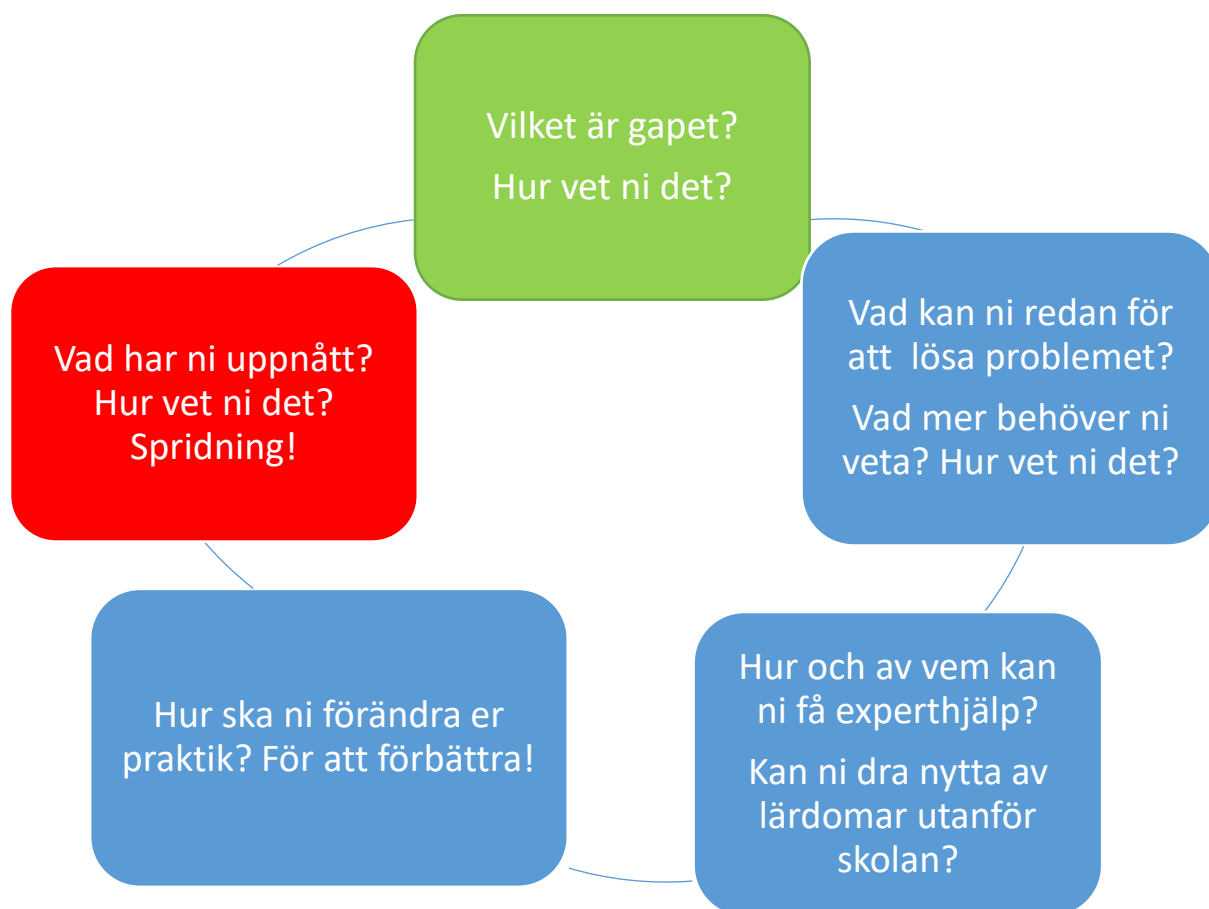 Vilket är gapet?
Hur vet ni det?
Vad kan ni redan för
att  lösa problemet?
Vad mer behöver ni
veta? Hur vet ni det?
Hur och av vem kan
ni få experthjälp?
Kan ni dra nytta av
lärdomar utanför
skolan?
Hur ska ni förändra er
praktik? För att förbättra!
Vad har ni uppnått?
Hur vet ni det?
Spridning!